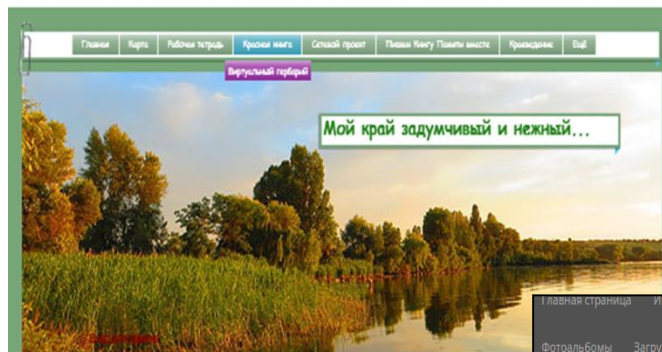 Главная Карта Рабочая тетрадь Красная книга Сетевой проект Пишем Книгу Памяти вместе Краеведение Ещё
Виртуальный гербарий
Мой край задумчивый и нежный...
Главная страница И
Фотоальбомы Загру